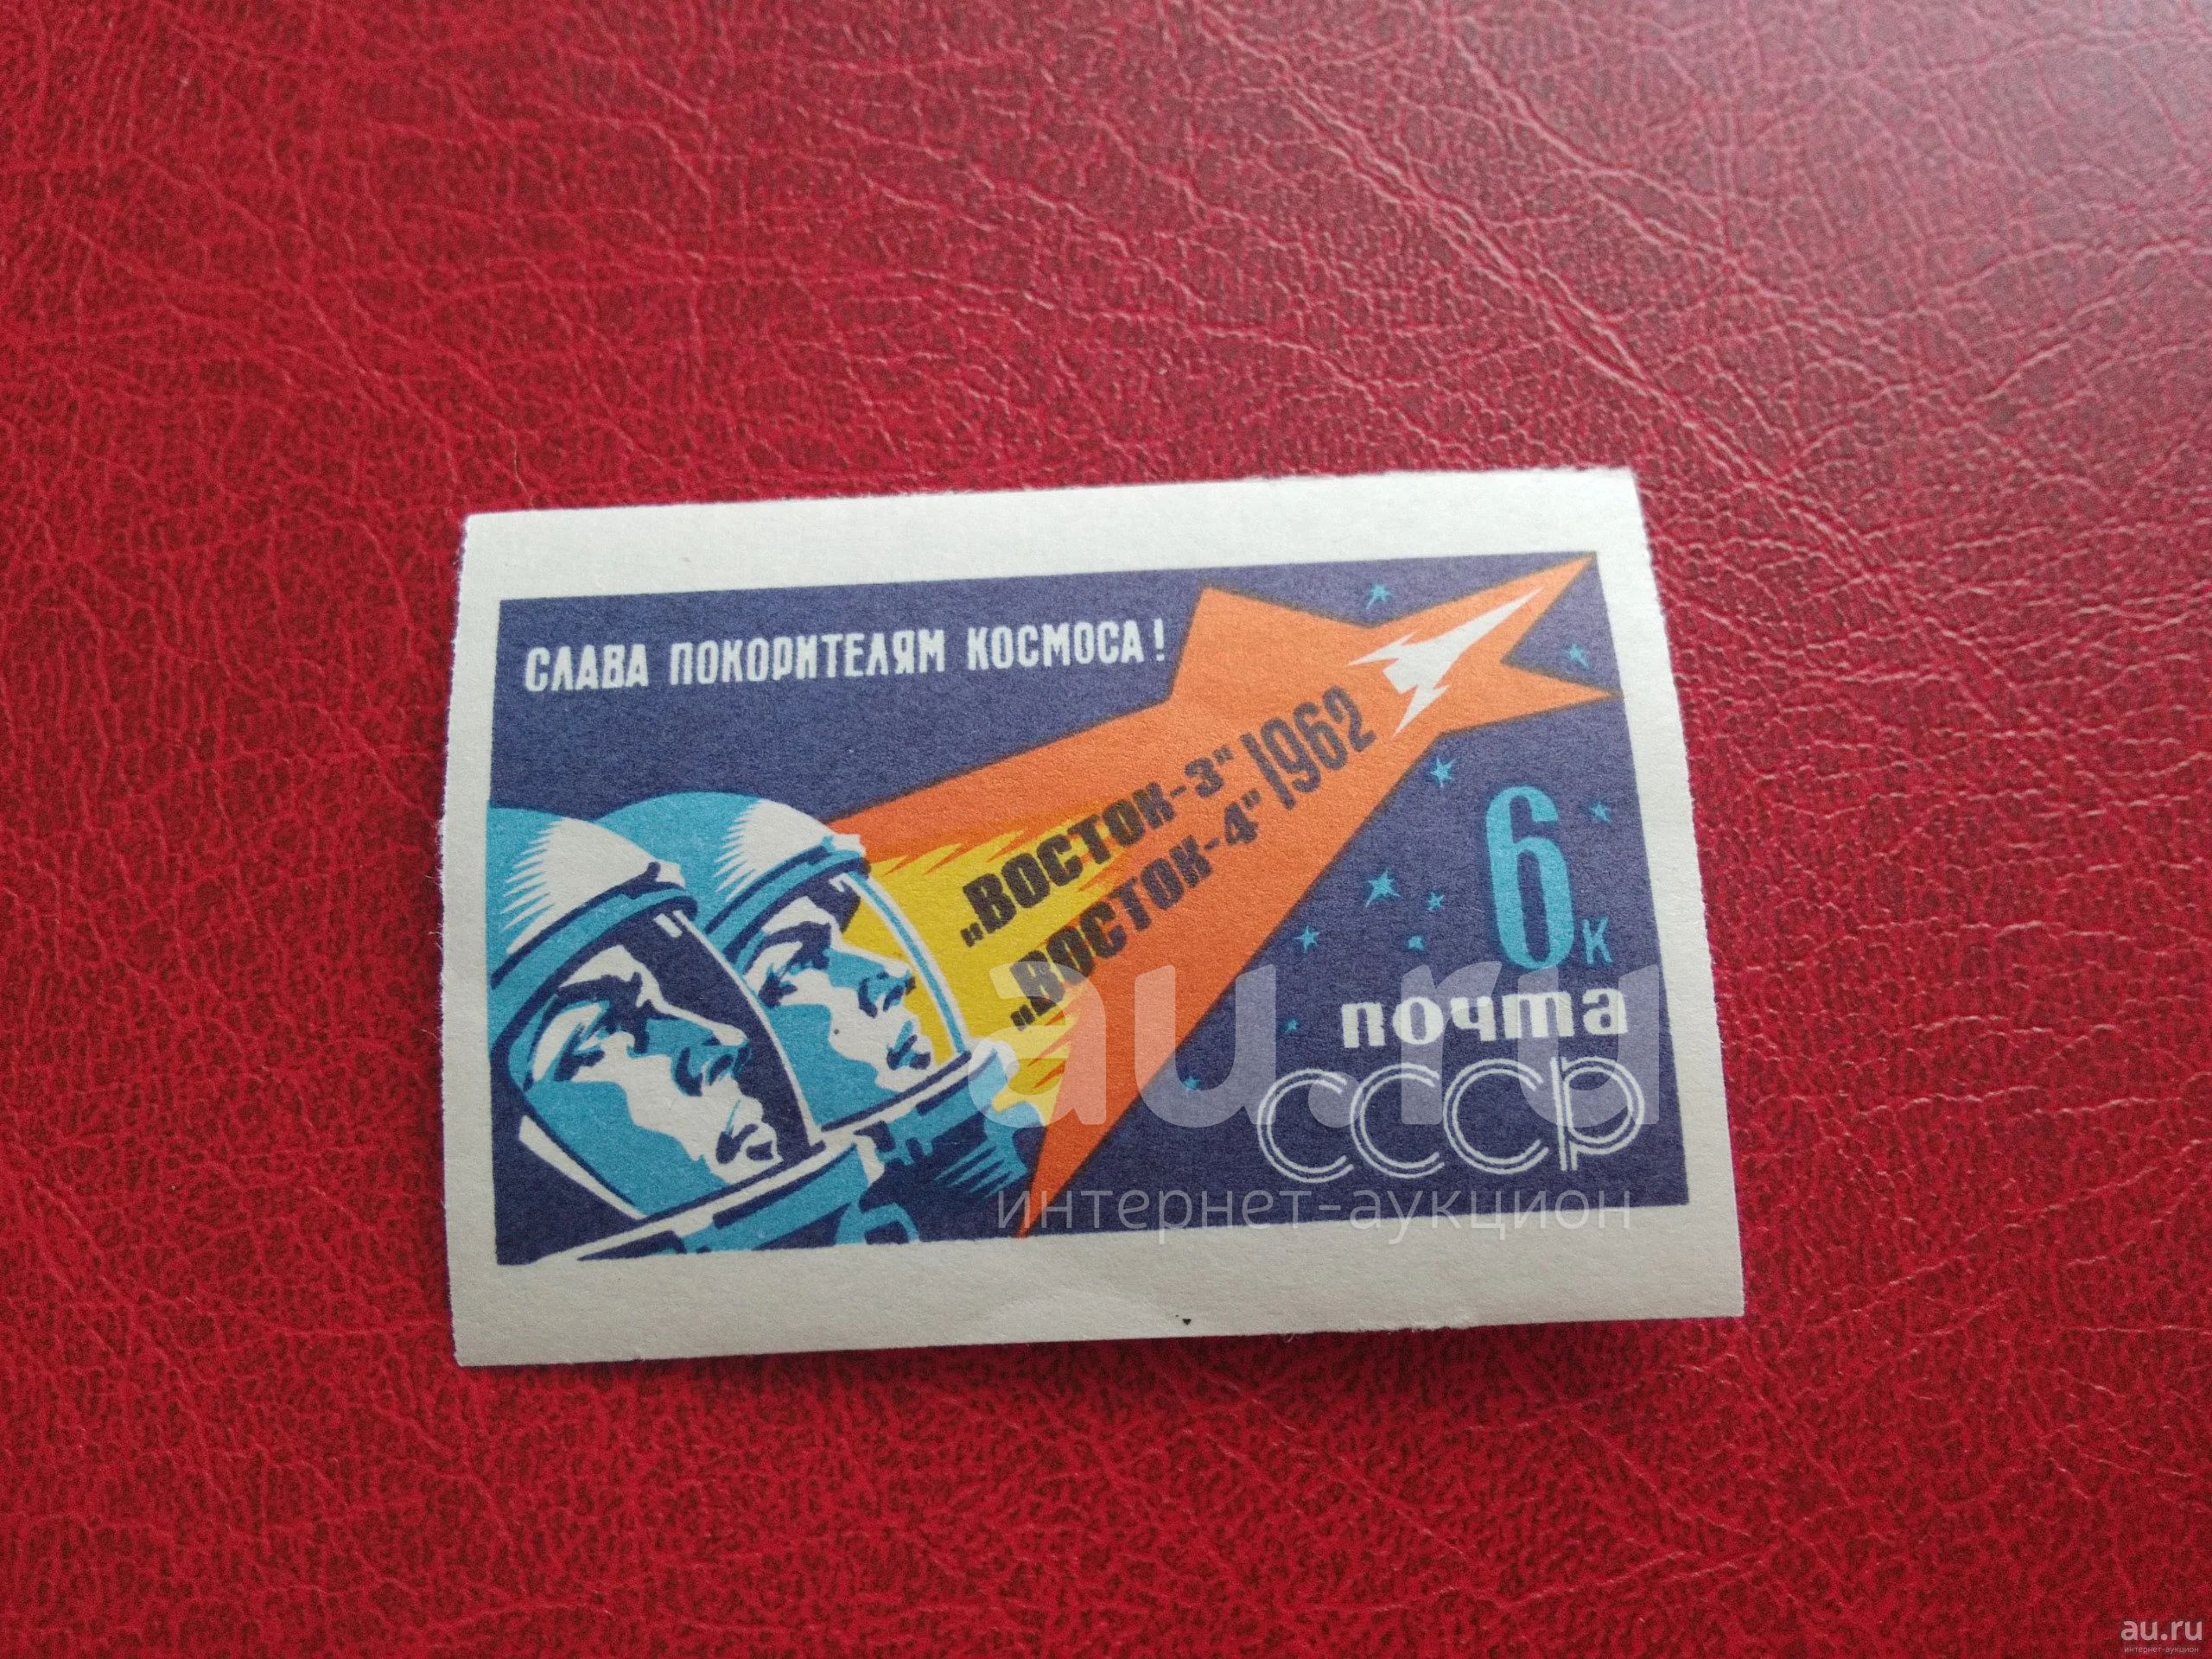 СЛАВА ПОКОРИТЕЛЯМ КОСМОСА!
„ВОСТОК-3" 1962
„ВОСТОК-4"
6к
почта
СССР
au.ru
интернет-аукцион
au.ru
интернет-аукцион